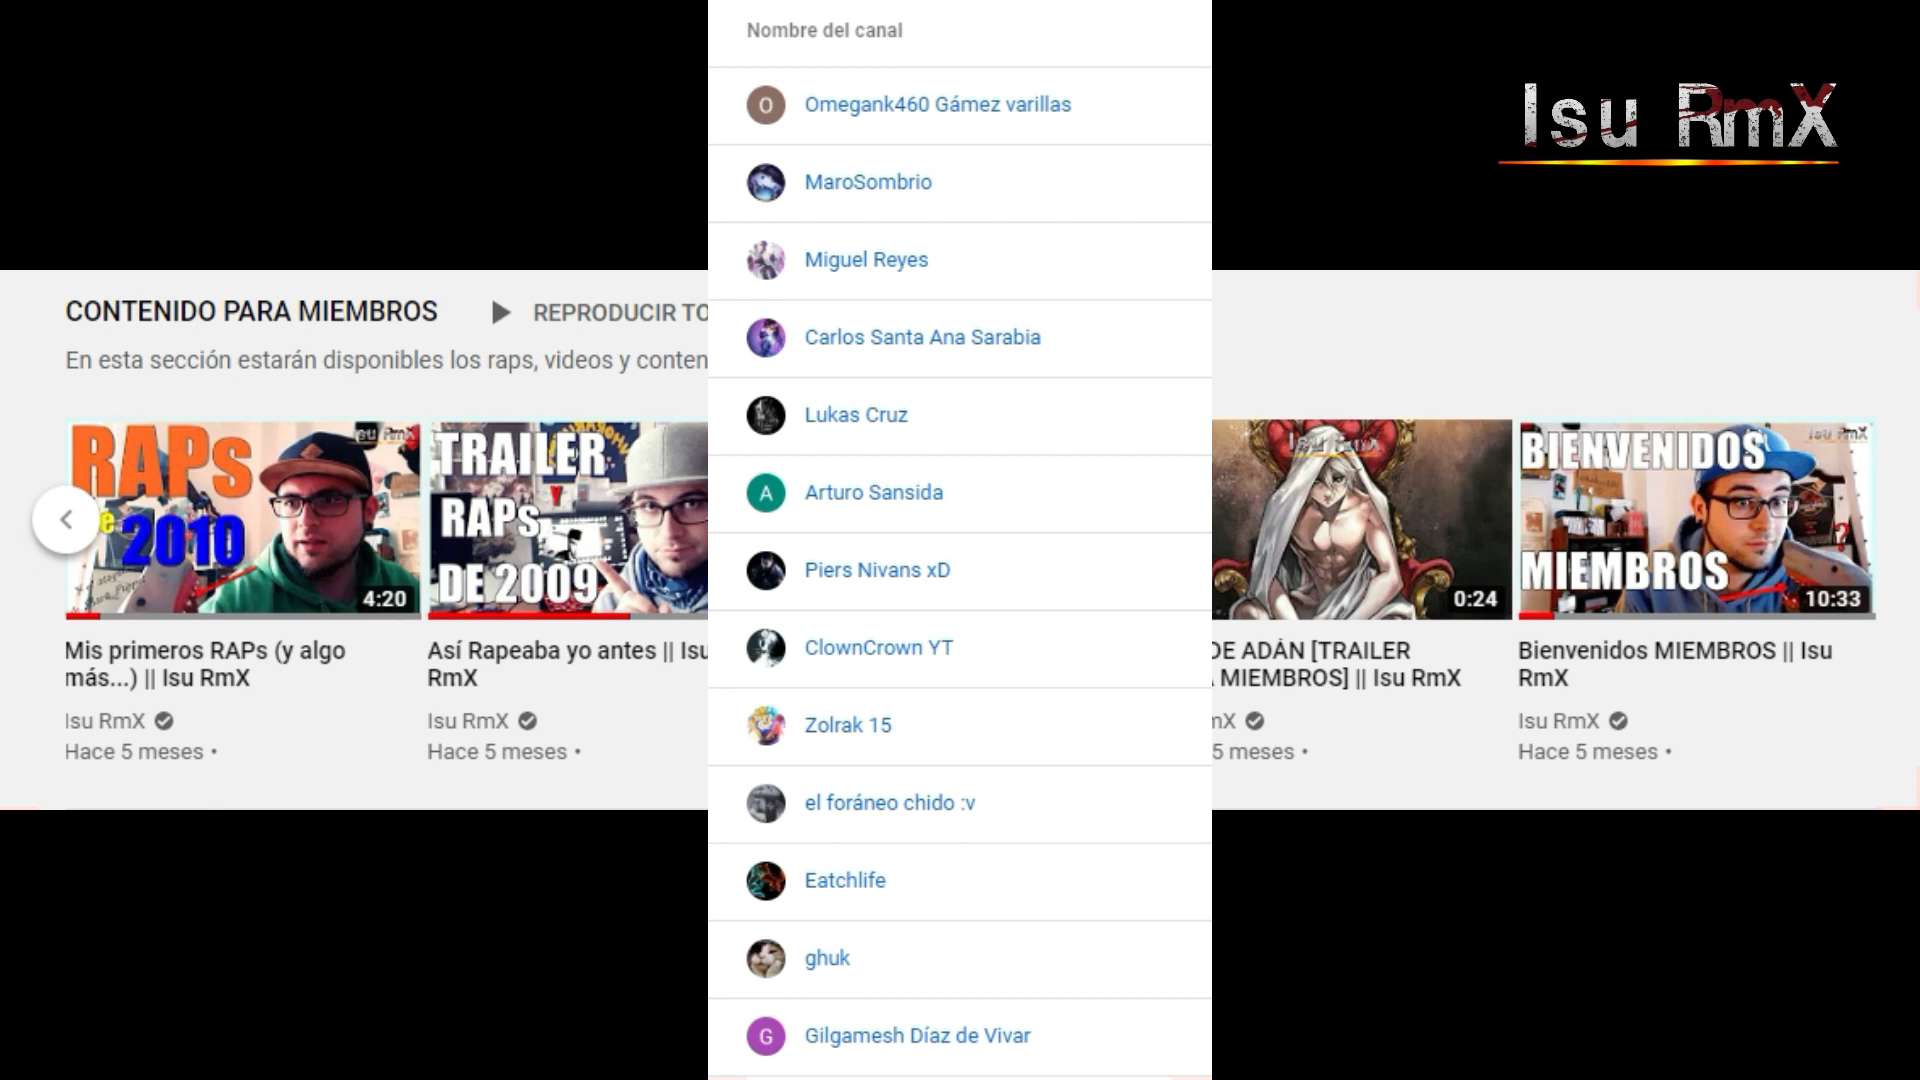 Nombre del canal
Omegank460 Gámez varillas
MaroSombrio
Miguel Reyes
Carlos Santa Ana Sarabia
Lukas Cruz
A
Arturo Sansida
Piers Nivans xD
ClownCrown YT
Zolrak 15
el foráneo chido :v
Eatchlife
ghuk
G
Gilgamesh Díaz de Vivar
O
Isu RmX
CONTENIDO PARA MIEMBROS
REPRODUCIR TO
En esta sección estarán disponibles los raps, videos y conten
RAPs
2010
4:20
Mis primeros RAPs (y algo
más...) || Isu RmX
Isu RmX
Hace 5 meses •
TRAILER
Y
RAPs
DE 2009
Así Rapeaba yo antes || Isu
RmX
Isu RmX
Hace 5 meses •
Isu RmX
0:24
DE ADÁN [TRAILER
MIEMBROS] || Isu RmX
mX
5 meses •
BIENVENIDOS
MIEMBROS
Isu RmX
10:33
Bienvenidos MIEMBROS || Isu
RmX
Isu RmX
Hace 5 meses •